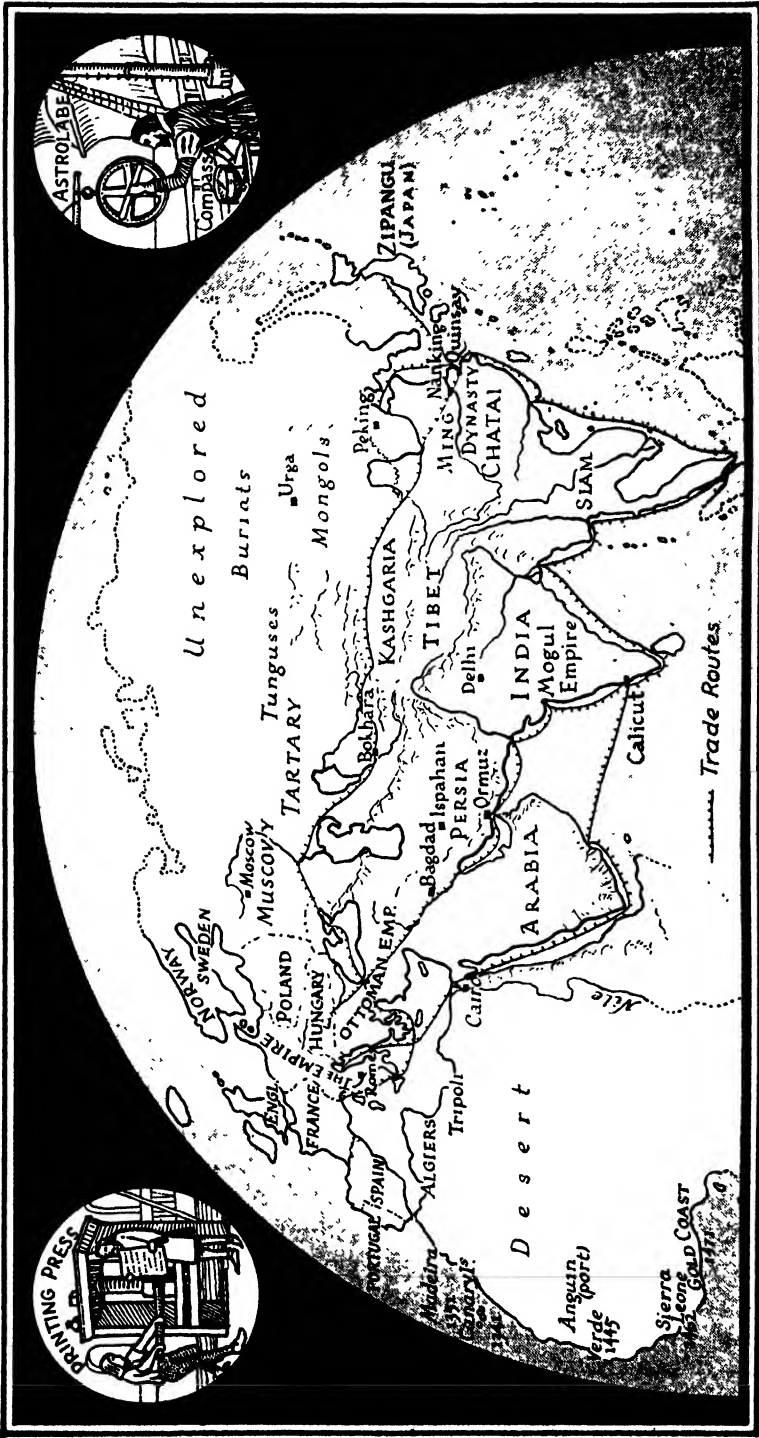 PRINTING PRESS
ASTROLABE
Compass
Unexplored
Buriats
Urga
Mongols
Tunguses
TARTARY
NORWAY
SWEDEN
Moscow
MUSCOVY
POLAND
HUNGARY
THE EMPIRE
ENGL.
FRANCE
PORTUGAL
SPAIN
Rome
OTTOMAN EMP.
Bokhara
KASHGARIA
Peking
ZIPANGU
(JAPAN)
Nanking
Quinsay
MING
DYNASTY
CHATAI
TIBET
Delhi
INDIA
Mogul
Empire
SIAM
Bagdad
Ispahan
PERSIA
Ormuz
ARABIA
Cairo
Nile
ALGIERS
Tripoli
Desert
Calicut
Trade Routes
Madeira
Canary Is
Anguin
(port)
Verde
1445
Sierra
Leone
1462
GOLD COAST